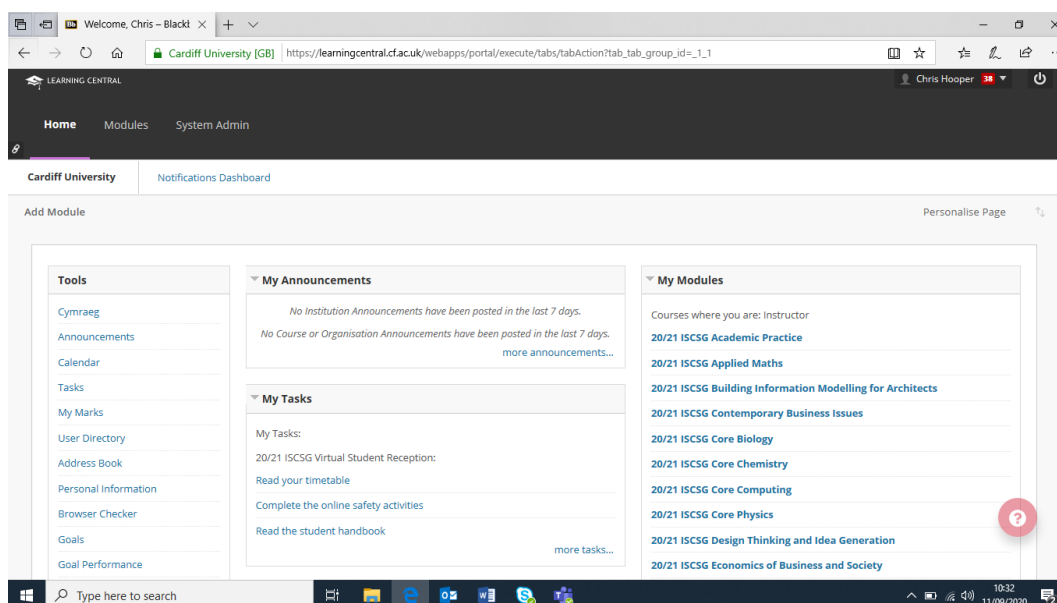 Welcome, Chris – Blackb
Cardiff University [GB] https://learningcentral.cf.ac.uk/webapps/portal/execute/tabs/tabAction?tab_tab_group_id=_1_1
LEARNING CENTRAL
Chris Hooper 38
Home Modules System Admin
Cardiff University Notifications Dashboard
Add Module Personalise Page
Tools
Cymraeg
Announcements
Calendar
Tasks
My Marks
User Directory
Address Book
Personal Information
Browser Checker
Goals
Goal Performance
My Announcements
No Institution Announcements have been posted in the last 7 days.
No Course or Organisation Announcements have been posted in the last 7 days.
more announcements...
My Tasks
My Tasks:
20/21 ISCSG Virtual Student Reception:
Read your timetable
Complete the online safety activities
Read the student handbook
more tasks...
My Modules
Courses where you are: Instructor
20/21 ISCSG Academic Practice
20/21 ISCSG Applied Maths
20/21 ISCSG Building Information Modelling for Architects
20/21 ISCSG Contemporary Business Issues
20/21 ISCSG Core Biology
20/21 ISCSG Core Chemistry
20/21 ISCSG Core Computing
20/21 ISCSG Core Physics
20/21 ISCSG Design Thinking and Idea Generation
20/21 ISCSG Economics of Business and Society
?
Type here to search
10:32
11/09/2020